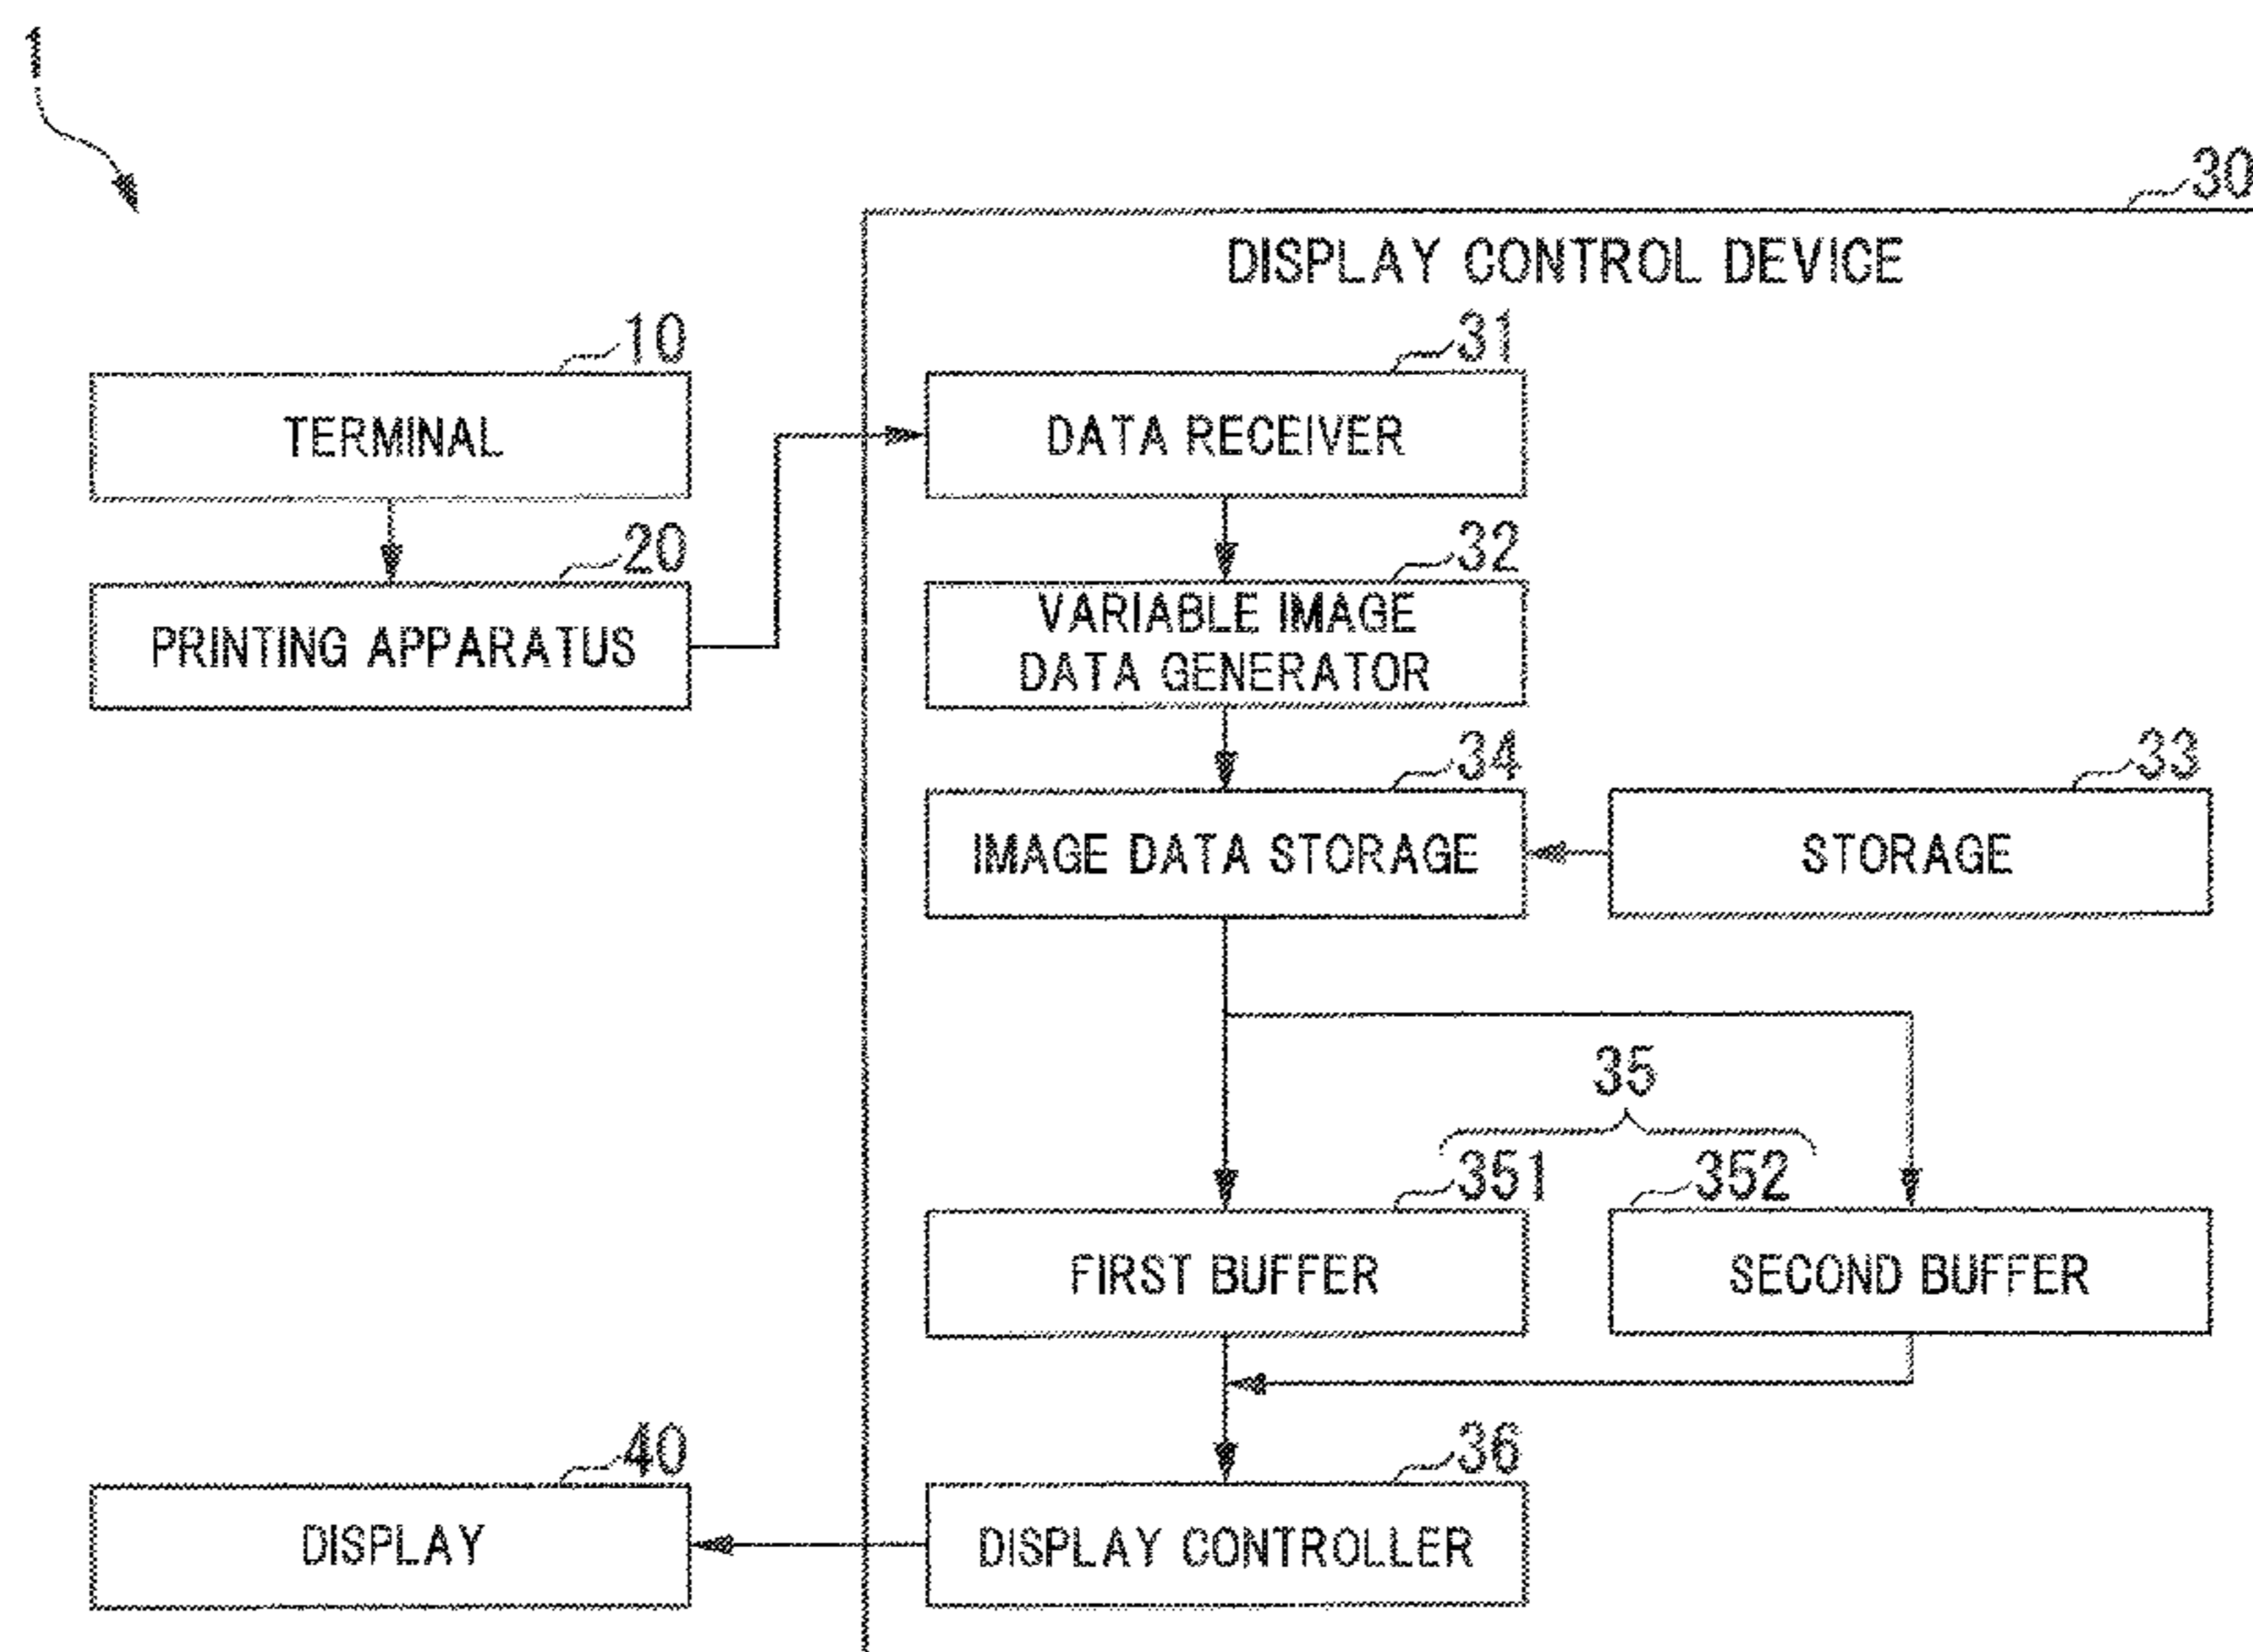 1
30
DISPLAY CONTROL DEVICE
10
31
TERMINAL
DATA RECEIVER
20
32
PRINTING APPARATUS
VARIABLE IMAGE
DATA GENERATOR
34
33
IMAGE DATA STORAGE
STORAGE
35
351
352
FIRST BUFFER
SECOND BUFFER
40
36
DISPLAY
DISPLAY CONTROLLER